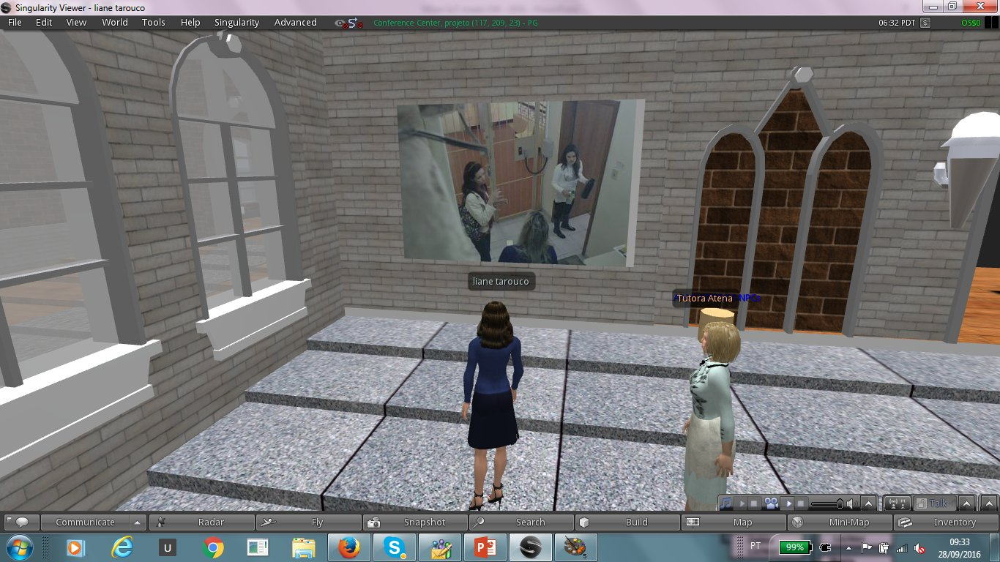 Singularity Viewer - liane tarouco
File Edit View World Tools Help Singularity Advanced Conference Center, projeto (117, 209, 23) - PG 06:32 PDT $ OS$0
liane tarouco
Tutora Atena
Talk
Communicate Radar Fly Snapshot Search Build Map Mini-Map Inventory
U
PT 99% 09:33
28/09/2016